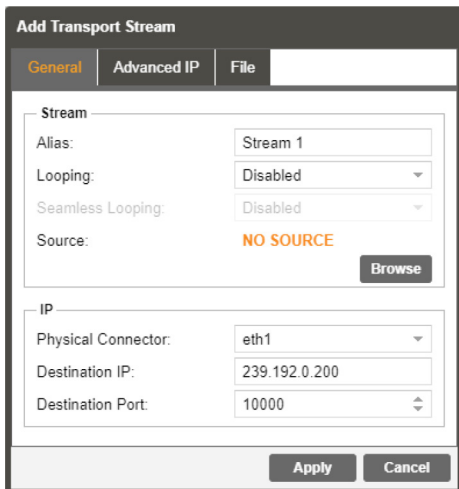 Add Transport Stream
General Advanced IP File
Stream
Alias: Stream 1
Looping: Disabled
Seamless Looping: Disabled
Source: NO SOURCE
Browse
IP
Physical Connector: eth1
Destination IP: 239.192.0.200
Destination Port: 10000
Apply Cancel